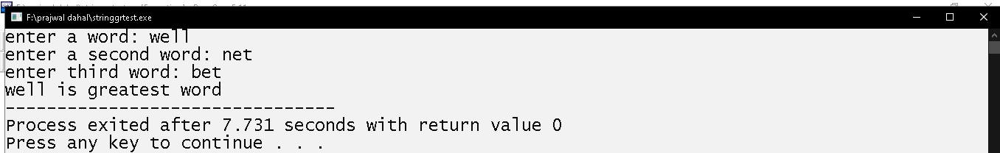 F:\prajwal dahal\stringgrtest.exe
enter a word: well
enter a second word: net
enter third word: bet
well is greatest word
--------------------------------
Process exited after 7.731 seconds with return value 0
Press any key to continue . . .